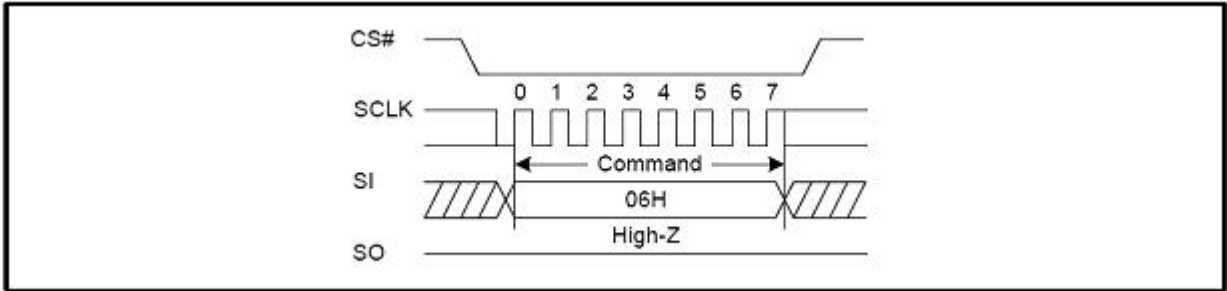 CS#
0 1 2 3 4 5 6 7
SCLK
Command
SI
06H
High-Z
SO